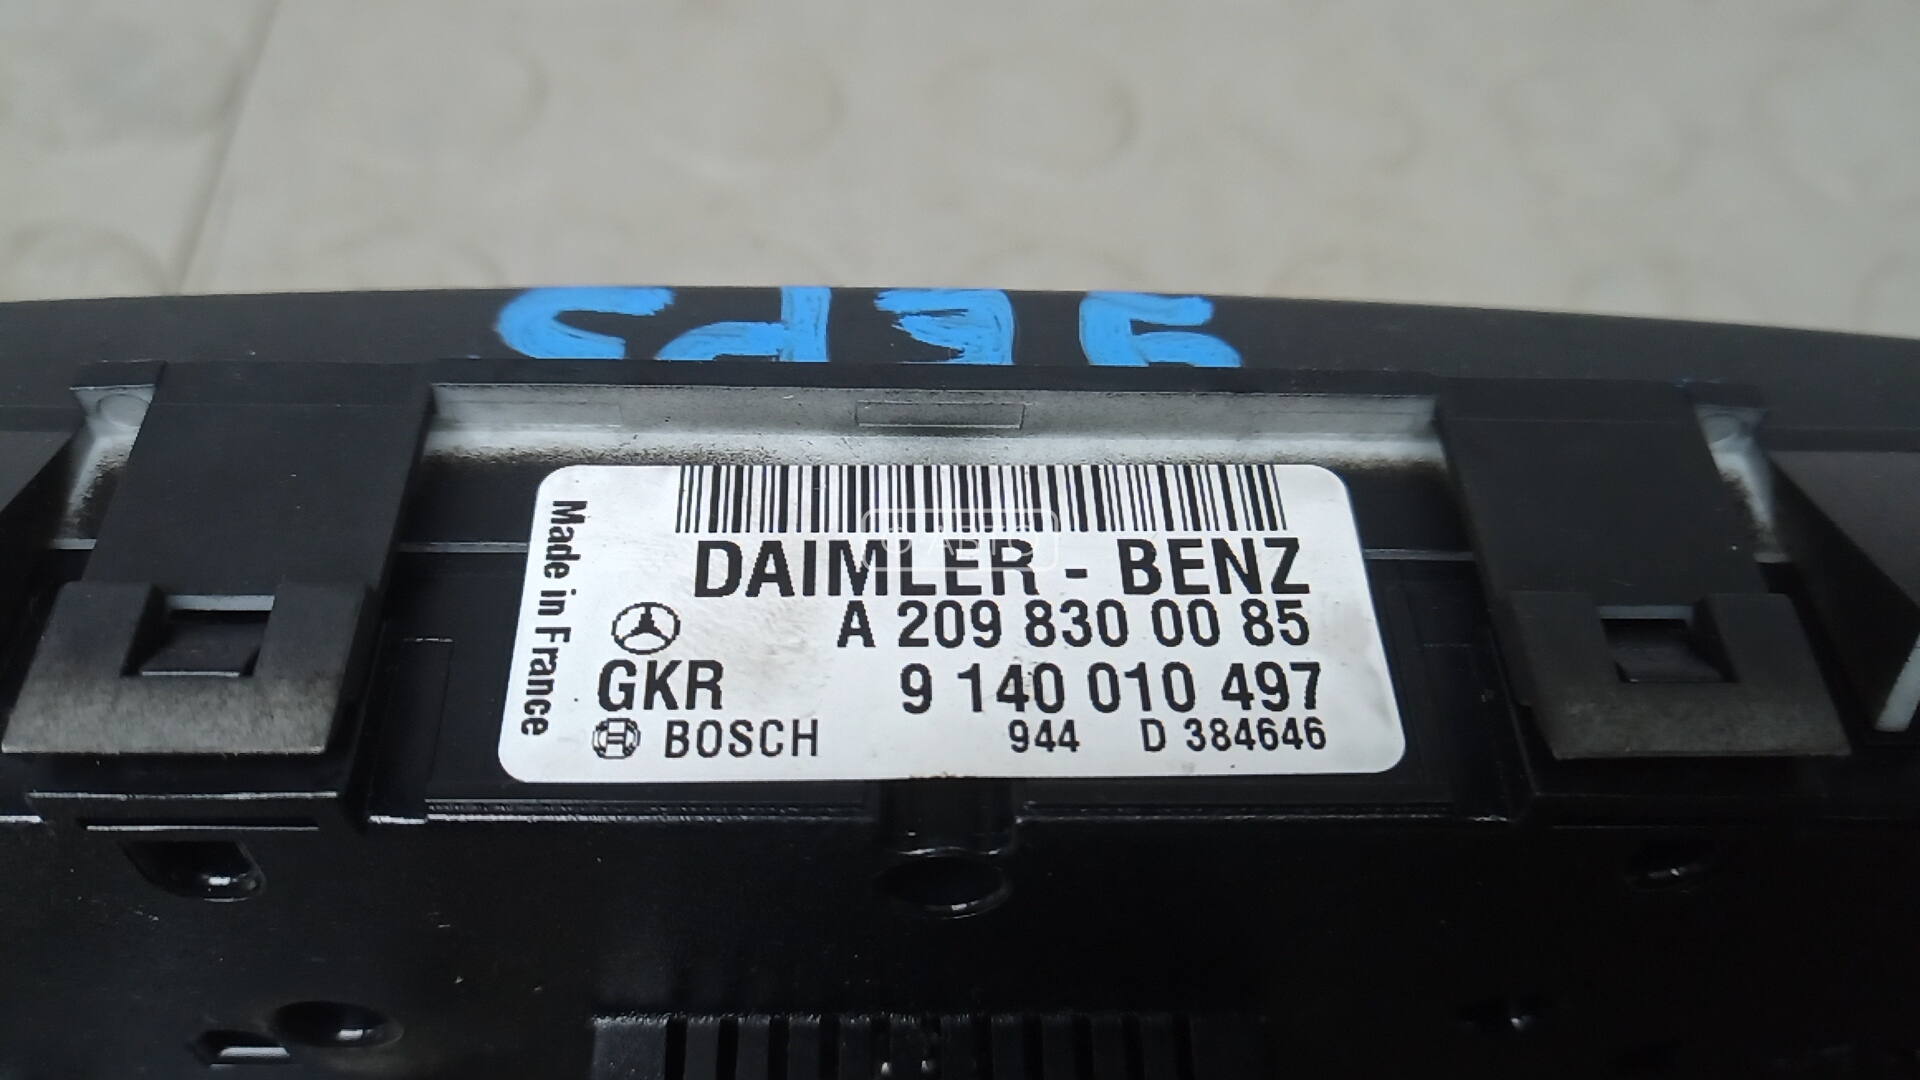 Made in France
DAIMLER - BENZ
A 209 830 00 85
GKR 9 140 010 497
BOSCH 944 D 384646